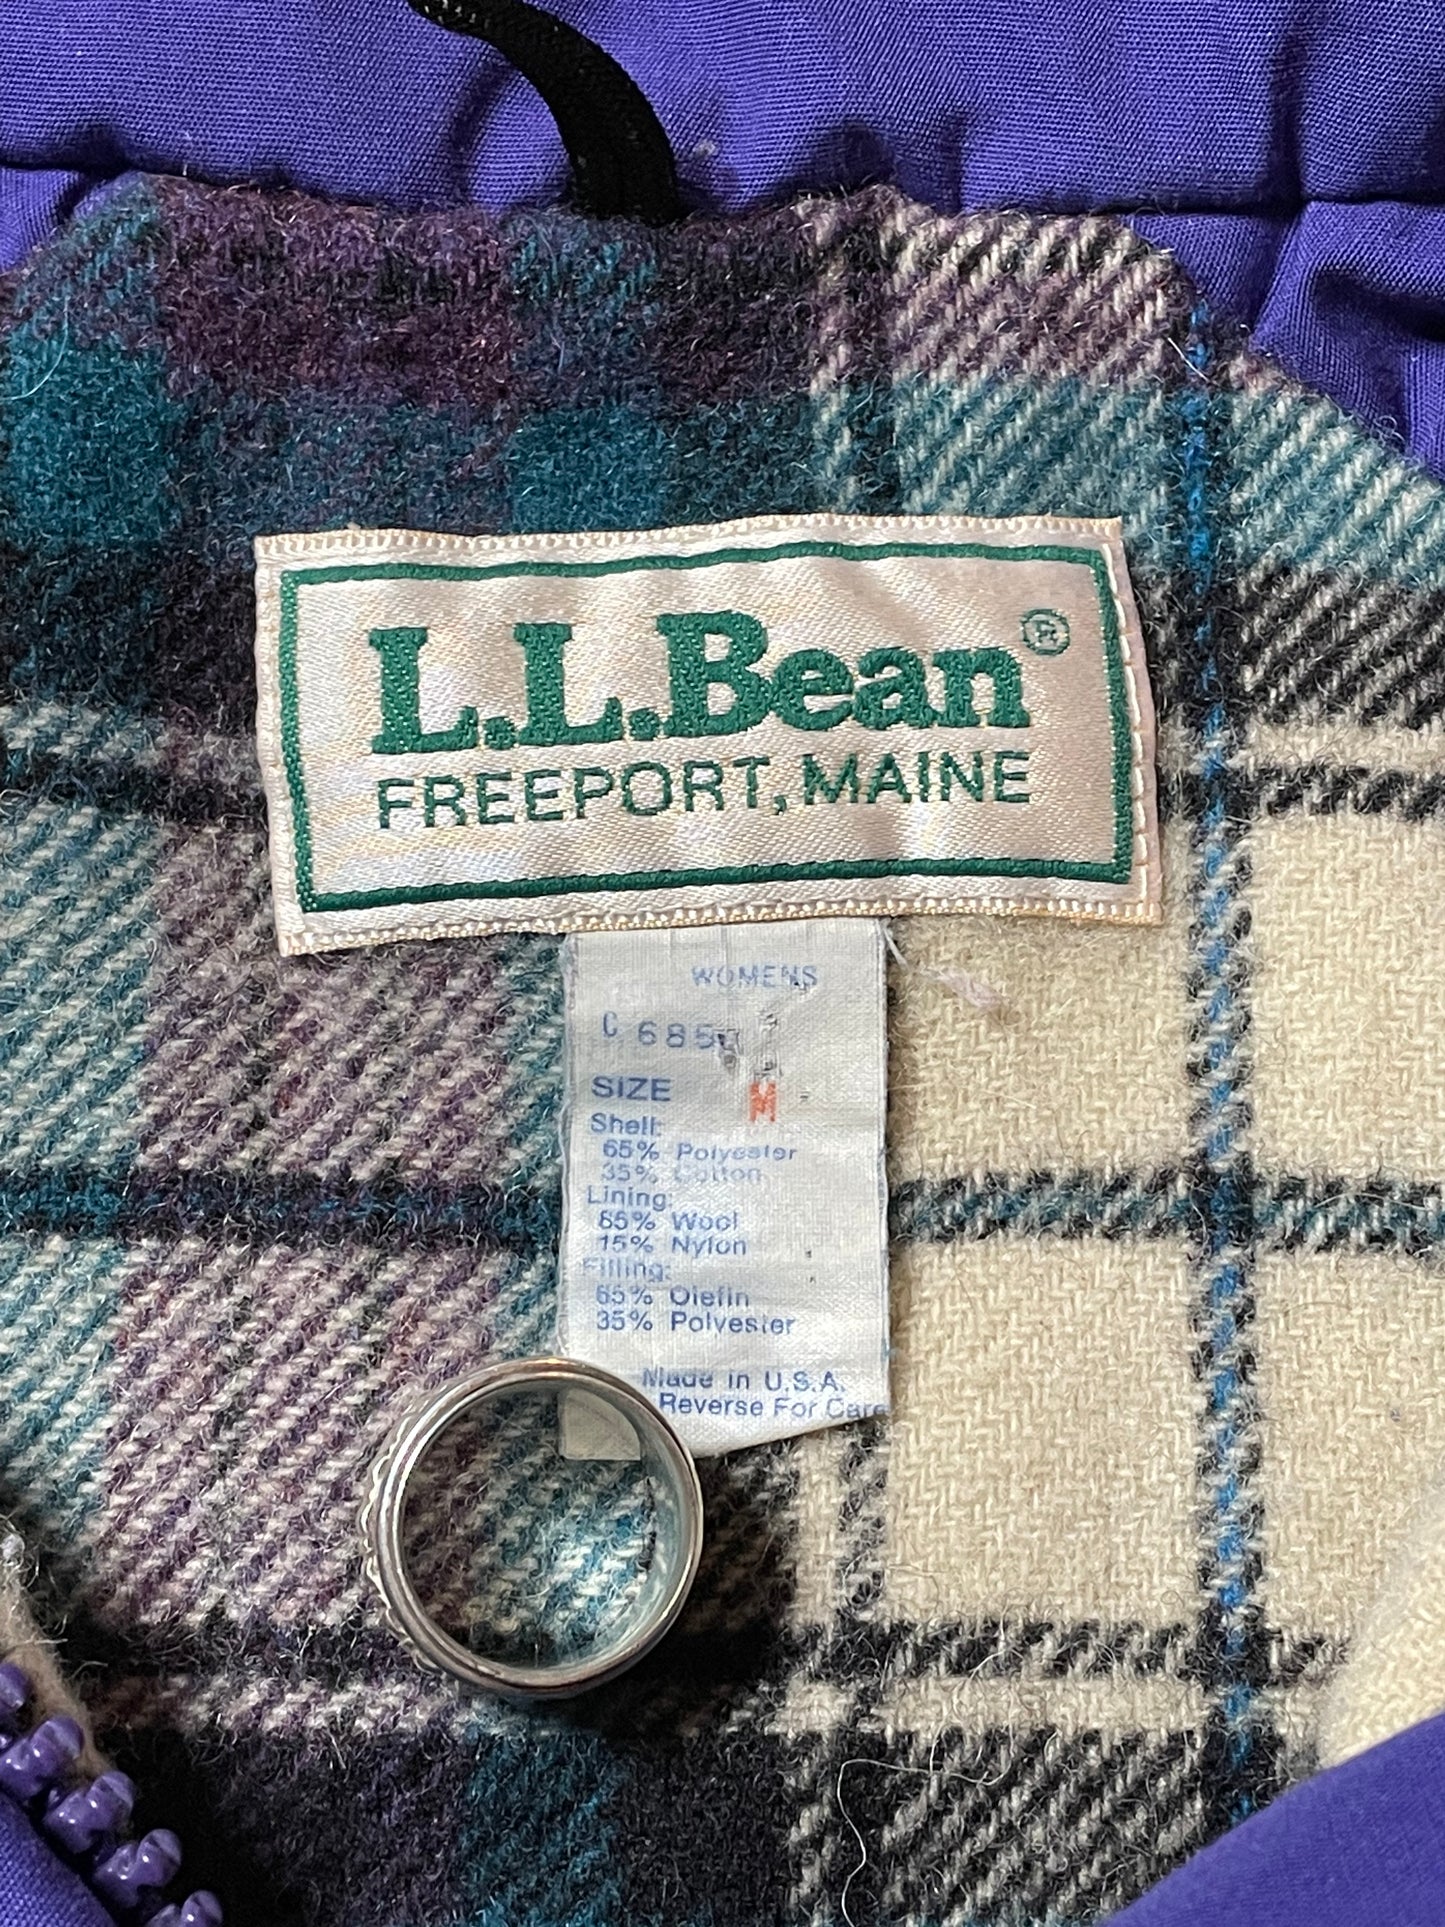 L.L.Bean®
FREEPORT, MAINE
WOMENS
C 685
SIZE M
Shell:
65% Polyester
35% Cotton
Lining:
85% Wool
15% Nylon
Filling:
65% Olefin
35% Polyester
Made in U.S.A.
Reverse For Care